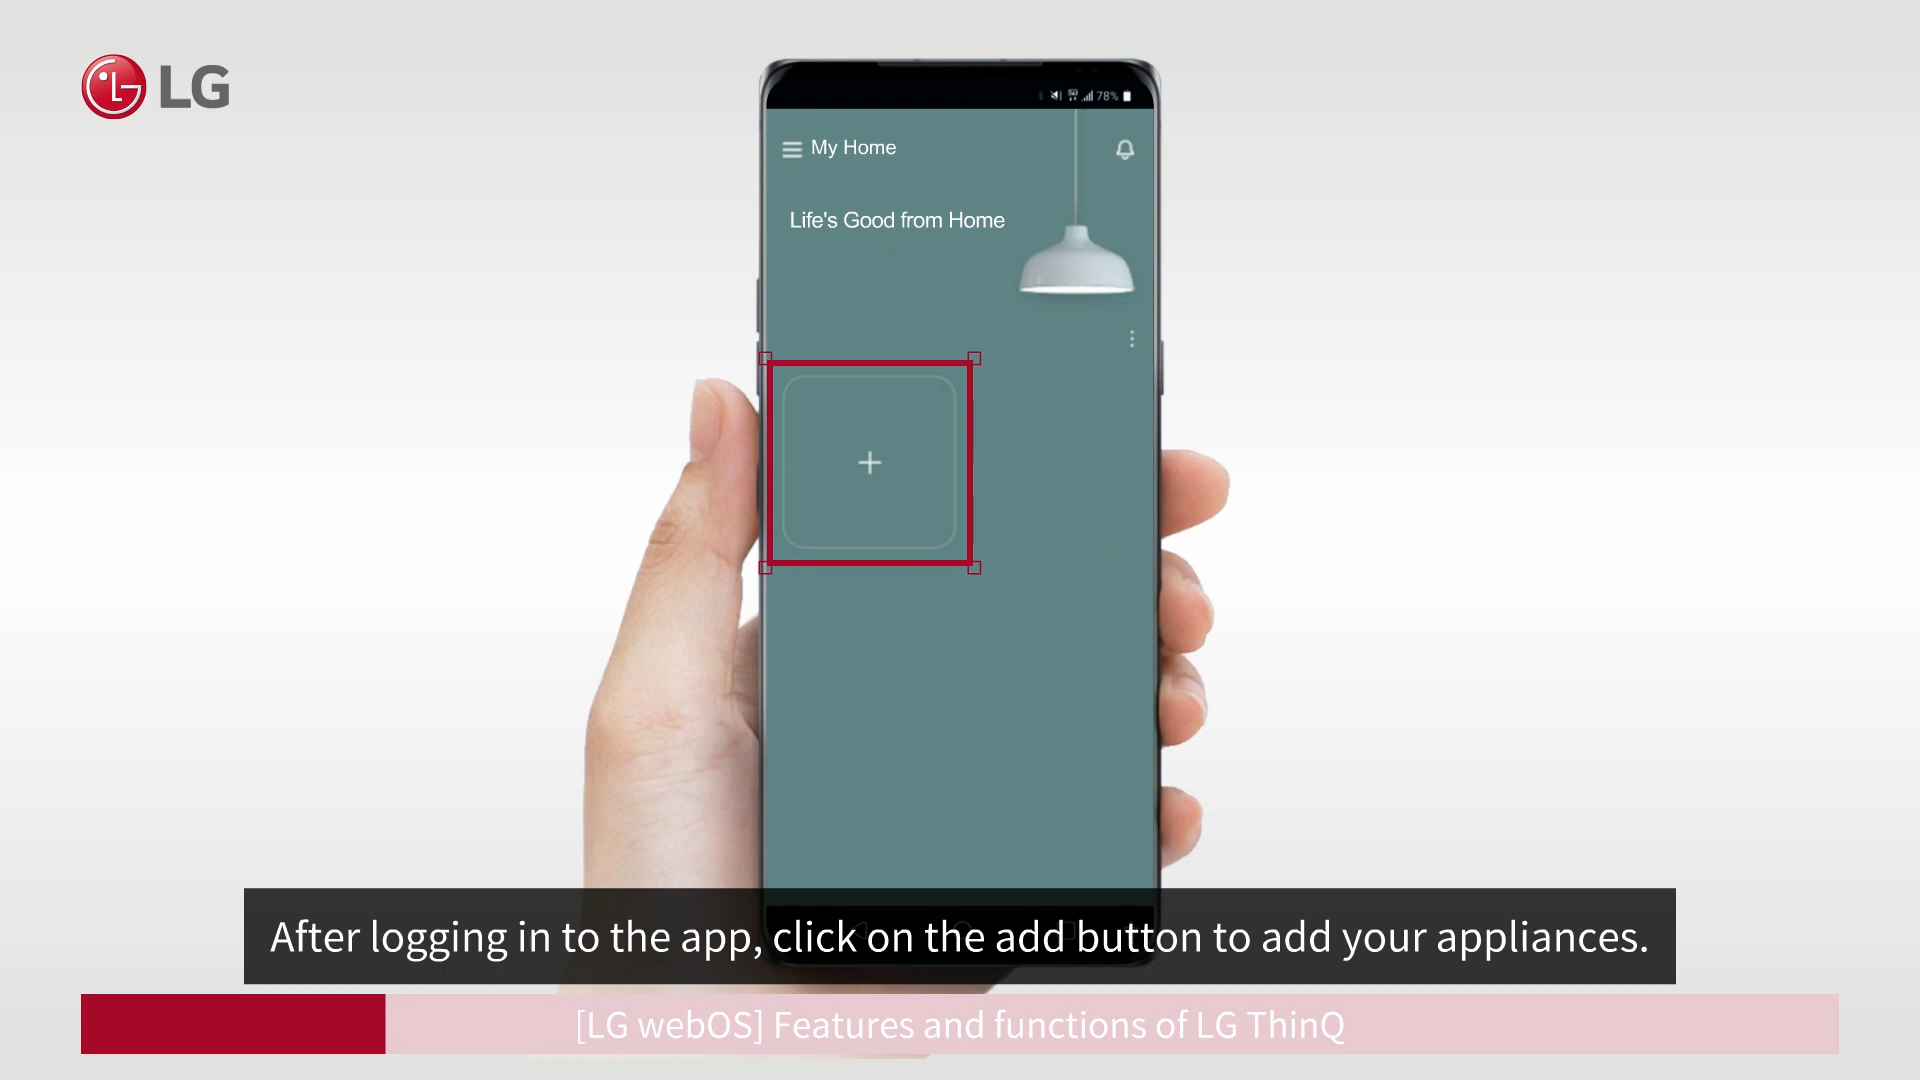 LG
78%
My Home
Life's Good from Home
+
After logging in to the app, click on the add button to add your appliances.
[LG webOS] Features and functions of LG ThinQ